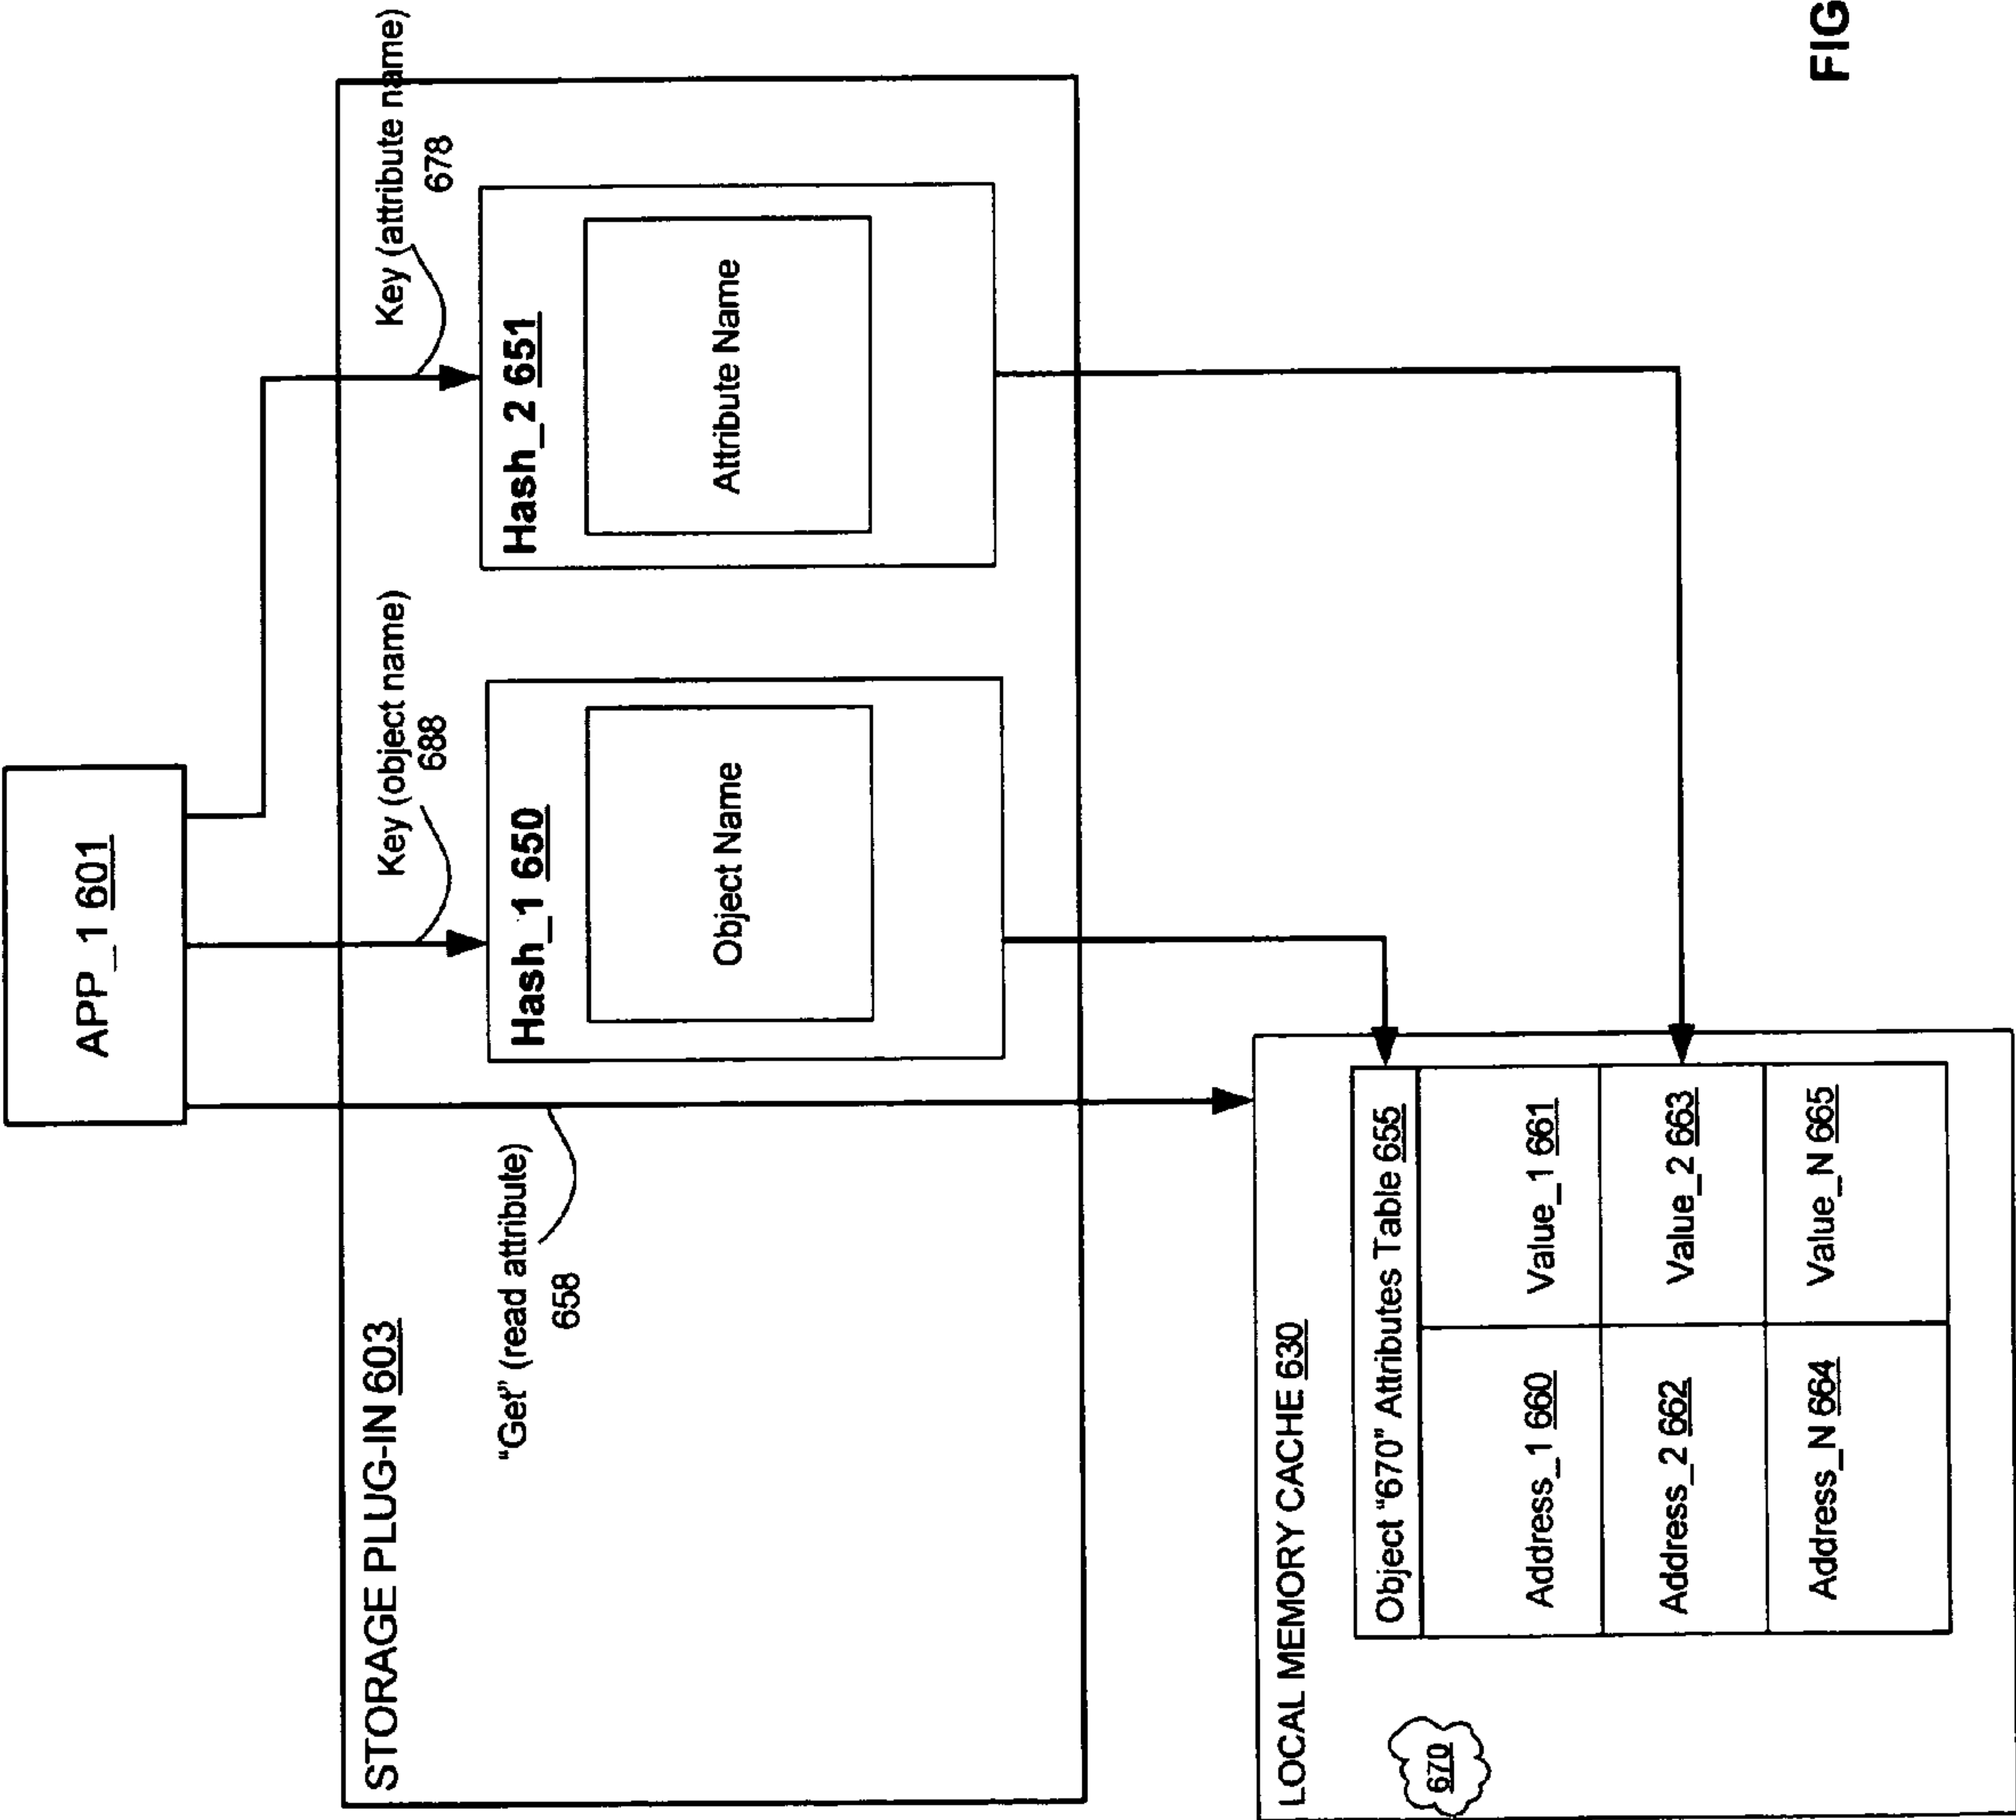 APP_1 601
Key (attribute name)
678
Key (object name)
688
STORAGE PLUG-IN 603
"Get" (read attribute)
658
Hash_1 650
Object Name
Hash_2 651
Attribute Name
LOCAL MEMORY CACHE 630
670
Object "670" Attributes Table 655
Address_1 660
Value_1 661
Address_2 662
Value_2 663
Address_N 664
Value_N 665
FIG